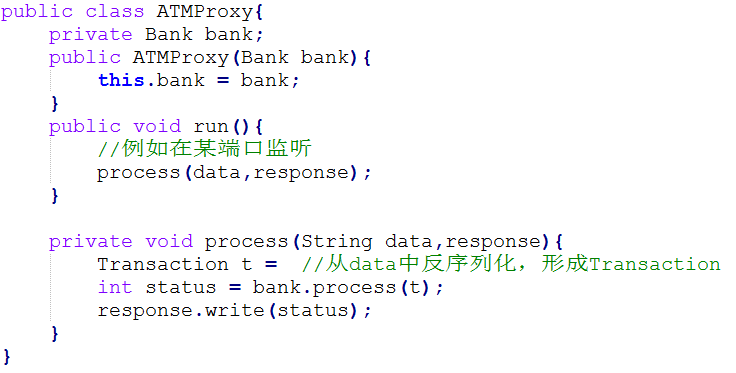 public class ATMProxy{
    private Bank bank;
    public ATMProxy(Bank bank){
        this.bank = bank;
    }
    public void run(){
        //例如在某端口监听
        process(data,response);
    }

    private void process(String data,response){
        Transaction t =  //从data中反序列化，形成Transaction
        int status = bank.process(t);
        response.write(status);
    }
}